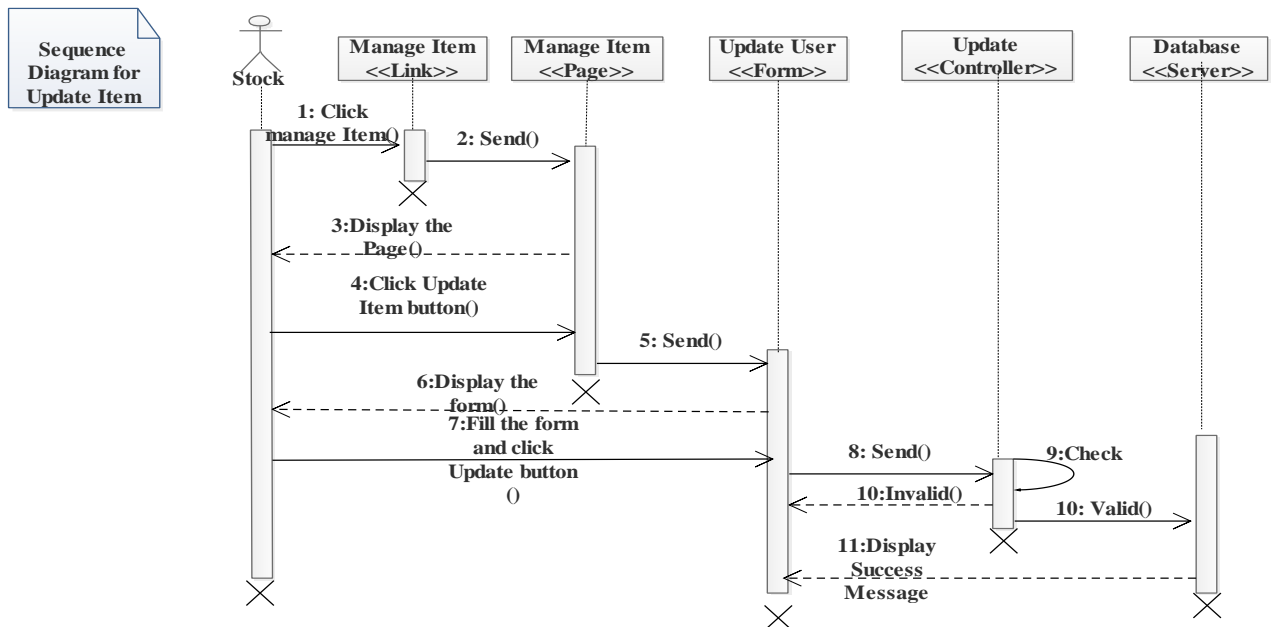 Sequence
Diagram for
Update Item
Stock
Manage Item
<<Link>>
Manage Item
<<Page>>
Update User
<<Form>>
Update
<<Controller>>
Database
<<Server>>
1: Click
manage Item()
2: Send()
3:Display the
Page()
4:Click Update
Item button()
5: Send()
6:Display the
form()
7:Fill the form
and click
Update button
()
8: Send()
9:Check
10:Invalid()
10: Valid()
11:Display
Success
Message